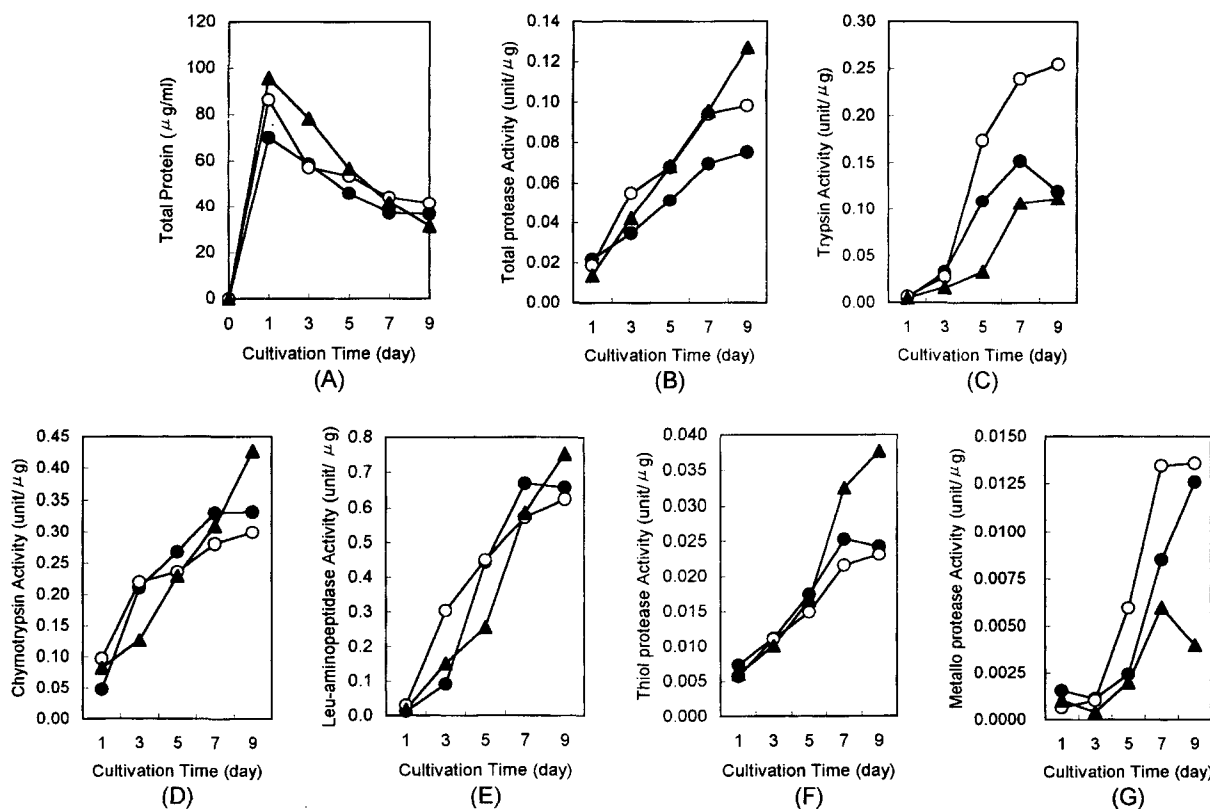 Total Protein (μg/ml)
120
100
80
60
40
20
0
0 1 3 5 7 9
Cultivation Time (day)
(A)
Total protease Activity (unit/μg)
0.14
0.12
0.10
0.08
0.06
0.04
0.02
0.00
1 3 5 7 9
Cultivation Time (day)
(B)
Trypsin Activity (unit/μg)
0.30
0.25
0.20
0.15
0.10
0.05
0.00
1 3 5 7 9
Cultivation Time (day)
(C)
Chymotrypsin Activity (unit/μg)
0.45
0.40
0.35
0.30
0.25
0.20
0.15
0.10
0.05
0.00
1 3 5 7 9
Cultivation Time (day)
(D)
Leu-aminopeptidase Activity (unit/μg)
0.8
0.7
0.6
0.5
0.4
0.3
0.2
0.1
0.0
1 3 5 7 9
Cultivation Time (day)
(E)
Thiol protease Activity (unit/μg)
0.040
0.035
0.030
0.025
0.020
0.015
0.010
0.005
0.000
1 3 5 7 9
Cultivation Time (day)
(F)
Metallo protease Activity (unit/μg)
0.0150
0.0125
0.0100
0.0075
0.0050
0.0025
0.0000
1 3 5 7 9
Cultivation Time (day)
(G)